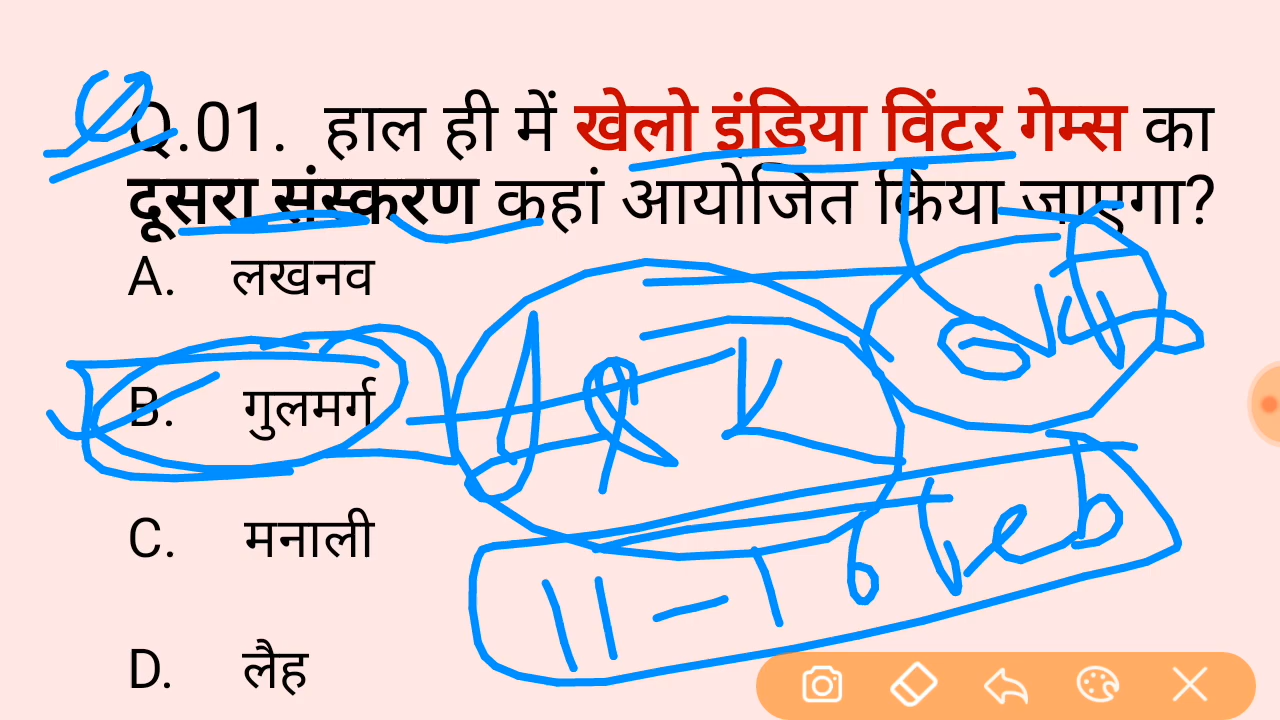 Q.01. हाल ही में खेलो इंडिया विंटर गेम्स का
दूसरा संस्करण कहां आयोजित किया जाएगा?
A. लखनव
B. गुलमर्ग
J & K
C. मनाली
11-16 feb
D. लैह